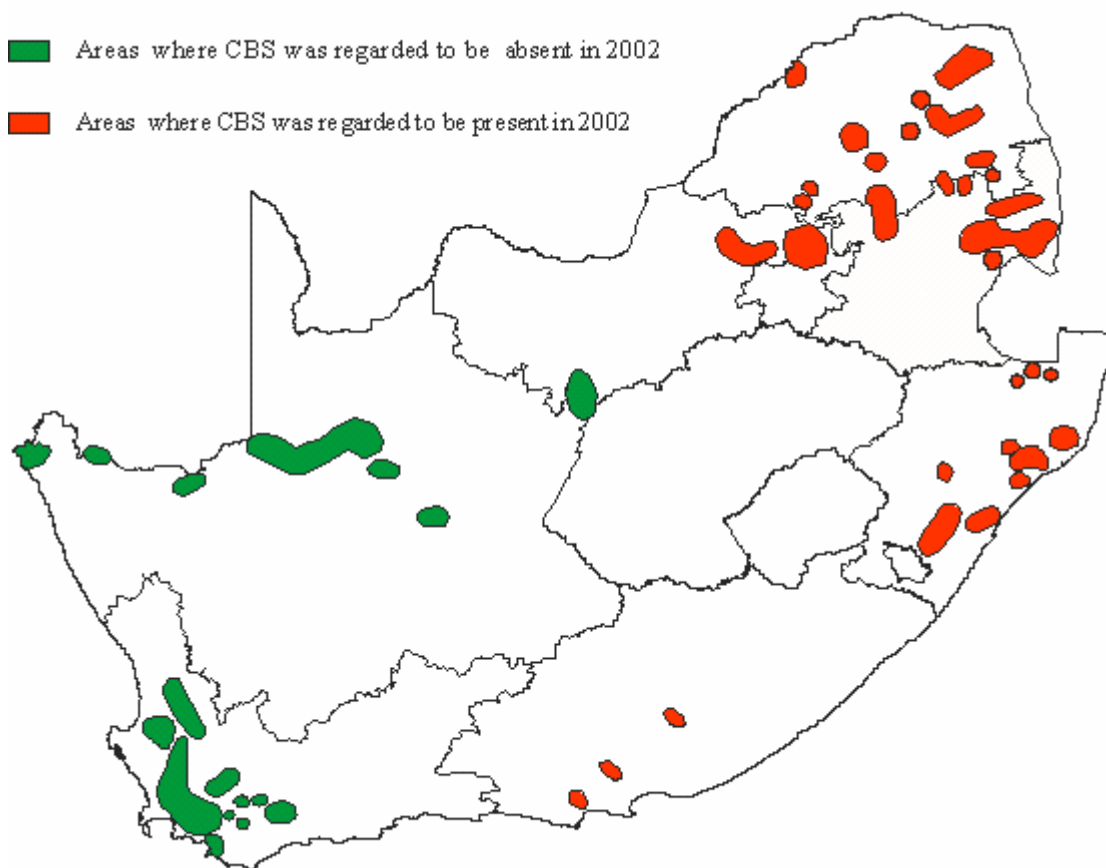 Areas where CBS was regarded to be absent in 2002
Areas where CBS was regarded to be present in 2002